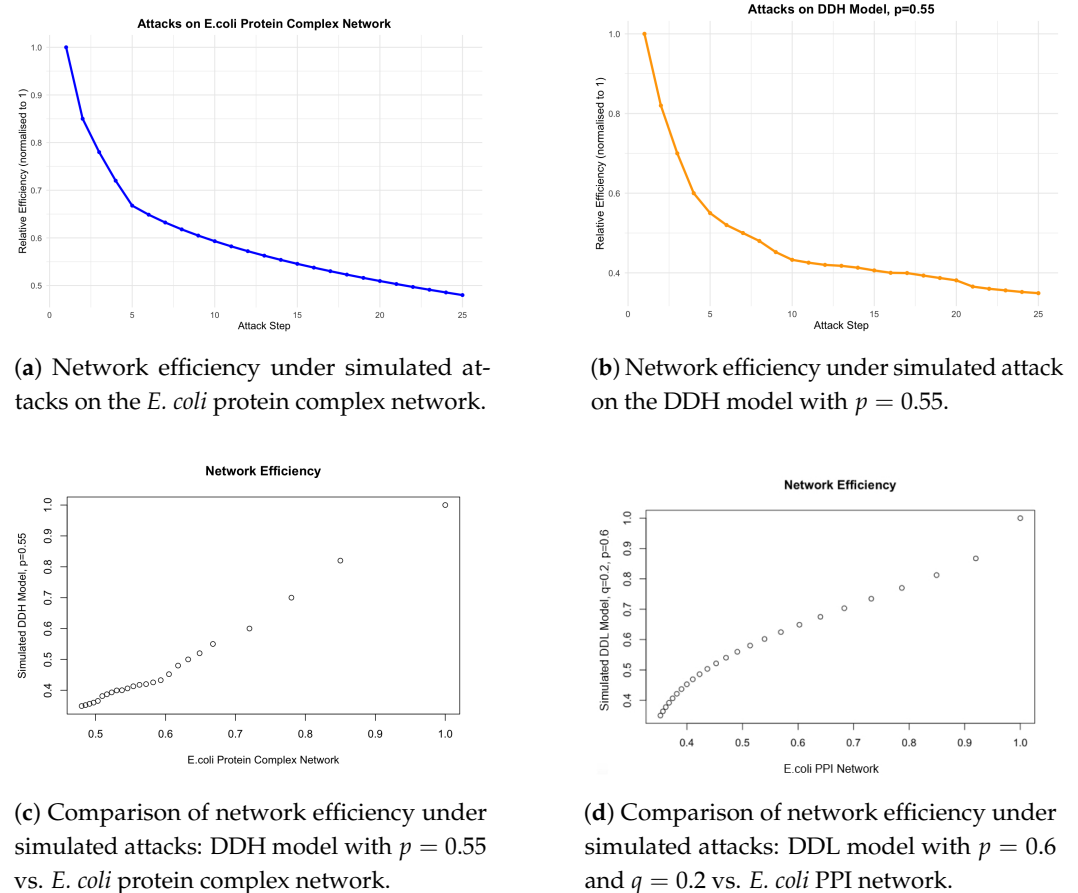 Attacks on E.coli Protein Complex Network
Relative Efficiency (normalised to 1)
1.0
0.9
0.8
0.7
0.6
0.5
0
5
10
15
20
25
Attack Step
(a) Network efficiency under simulated at-
tacks on the E. coli protein complex network.
Attacks on DDH Model, p=0.55
Relative Efficiency (normalised to 1)
1.0
0.8
0.6
0.4
0
5
10
15
20
25
Attack Step
(b) Network efficiency under simulated attack
on the DDH model with p = 0.55.
Network Efficiency
Simulated DDH Model, p=0.55
1.0
0.9
0.8
0.7
0.6
0.5
0.4
0.5
0.6
0.7
0.8
0.9
1.0
E.coli Protein Complex Network
(c) Comparison of network efficiency under
simulated attacks: DDH model with p = 0.55
vs. E. coli protein complex network.
Network Efficiency
Simulated DDL Model, q=0.2, p=0.6
1.0
0.9
0.8
0.7
0.6
0.5
0.4
0.4
0.5
0.6
0.7
0.8
0.9
1.0
E.coli PPI Network
(d) Comparison of network efficiency under
simulated attacks: DDL model with p = 0.6
and q = 0.2 vs. E. coli PPI network.